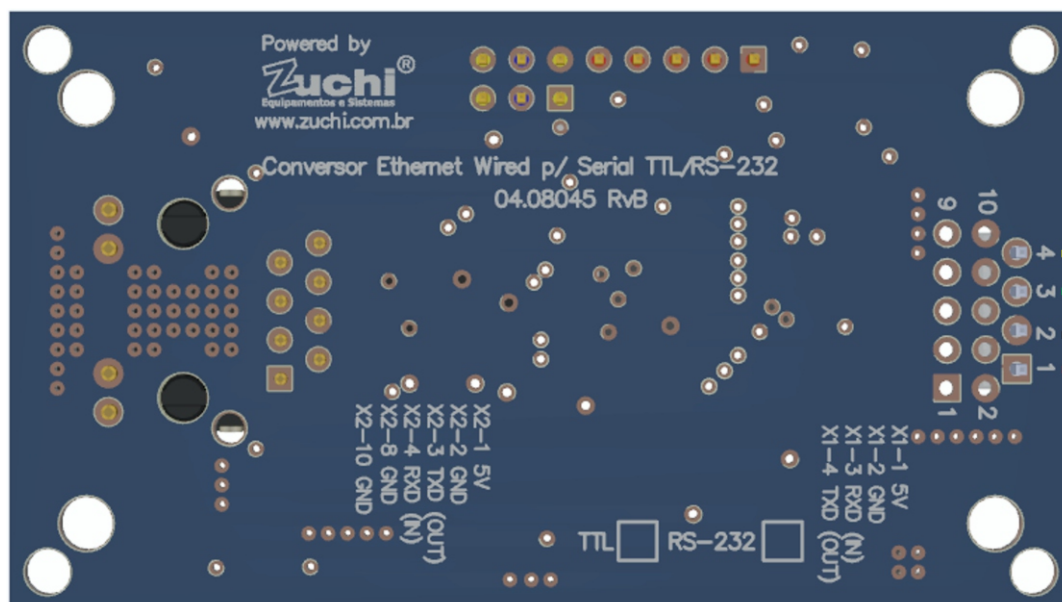 Powered by
Zuchi®
Equipamentos e Sistemas
www.zuchi.com.br
Conversor Ethernet Wired p/ Serial TTL/RS-232
04.08045 RvB
9 10
4
3
2
1
1 2
X2-1 5V
X2-2 GND
X2-3 TXD (OUT)
X2-4 RXD (IN)
X2-8 GND
X2-10 GND
X1-1 5V
X1-2 GND
X1-3 RXD (IN)
X1-4 TXD (OUT)
TTL RS-232